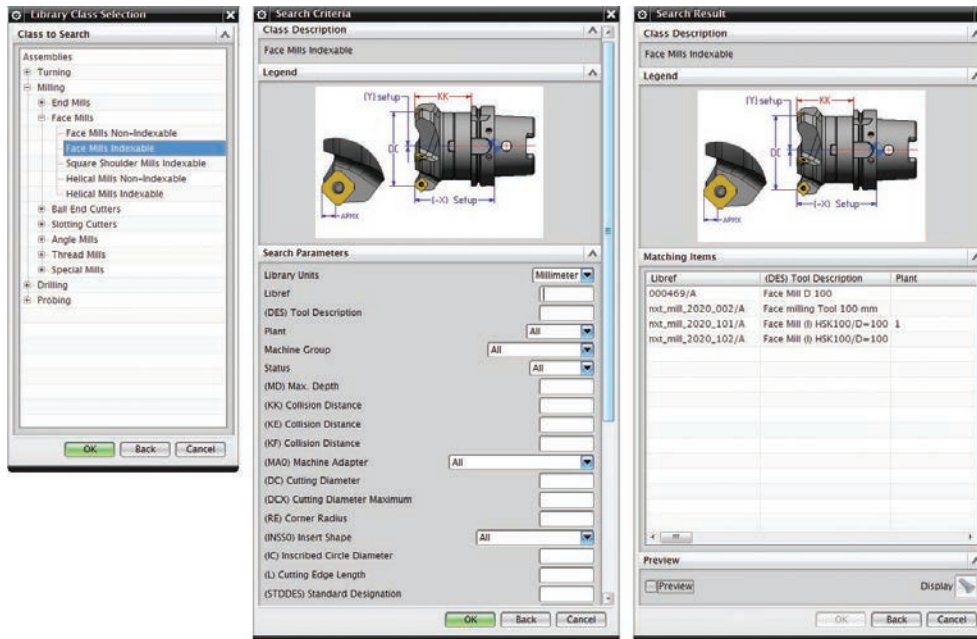 Library Class Selection
Class to Search
Assemblies
Turning
Milling
End Mills
Face Mills
Face Mills Non-Indexable
Face Mills Indexable
Square Shoulder Mills Indexable
Helical Mills Non-Indexable
Helical Mills Indexable
Ball End Cutters
Slotting Cutters
Angle Mills
Thread Mills
Special Mills
Drilling
Probing
OK Back Cancel
Search Criteria
Class Description
Face Mills Indexable
Legend
(Y) setup KK
DC
(-X) Setup
APMX
Search Parameters
Library Units Millimeter
Libref
(DES) Tool Description
Plant All
Machine Group All
Status All
(MD) Max. Depth
(KK) Collision Distance
(KE) Collision Distance
(KF) Collision Distance
(MA0) Machine Adapter All
(DC) Cutting Diameter
(DCX) Cutting Diameter Maximum
(RE) Corner Radius
(INSS0) Insert Shape All
(IC) Inscribed Circle Diameter
(L) Cutting Edge Length
(STDDES) Standard Designation
OK Back Cancel
Search Result
Class Description
Face Mills Indexable
Legend
(Y) setup KK
DC
(-X) Setup
APMX
Matching Items
Libref (DES) Tool Description Plant
000469/A Face Mill D 100
nxt_mill_2020_002/A Face milling Tool 100 mm
nxt_mill_2020_101/A Face Mill (I) HSK100/D=100 1
nxt_mill_2020_102/A Face Mill (I) HSK100/D=100
Preview
Preview Display
OK Back Cancel